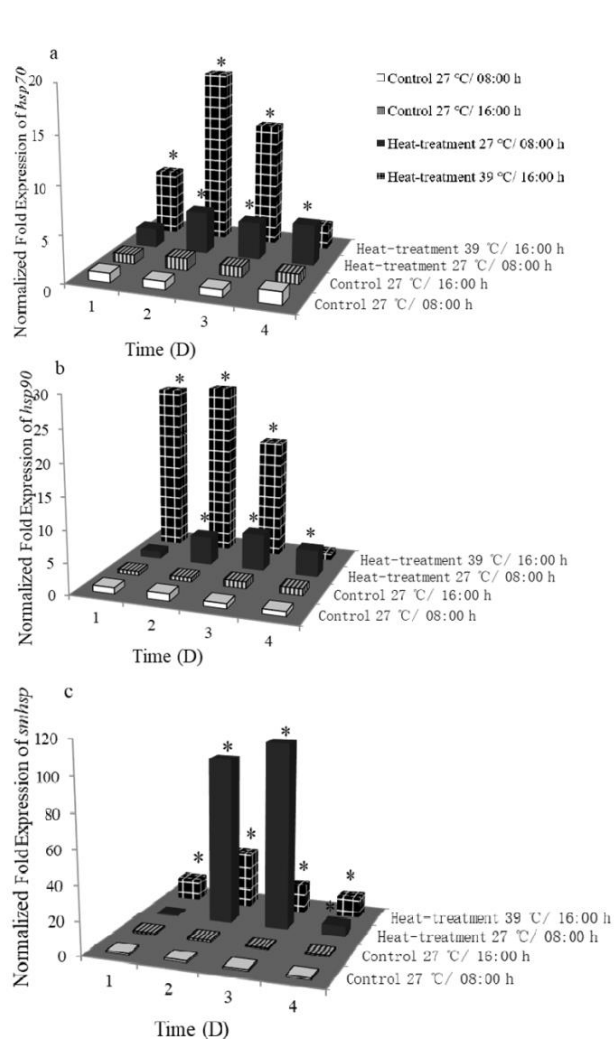 a
Normalized Fold Expression of hsp70
20
15
10
5
0
*
*
*
*
*
*
□Control 27 ℃/ 08:00 h
Control 27 ℃/ 16:00 h
■Heat-treatment 27 ℃/ 08:00 h
Heat-treatment 39 ℃/ 16:00 h
Heat-treatment 39 ℃/ 16:00 h
Heat-treatment 27 ℃/ 08:00 h
Control 27 ℃/ 16:00 h
Control 27 ℃/ 08:00 h
1
2
3
4
Time (D)
b
Normalized Fold Expression of hsp90
30
25
20
15
10
5
0
*
*
*
*
*
*
Heat-treatment 39 ℃/ 16:00 h
Heat-treatment 27 ℃/ 08:00 h
Control 27 ℃/ 16:00 h
Control 27 ℃/ 08:00 h
1
2
3
4
Time (D)
c
Normalized Fold Expression of smhsp
120
100
80
60
40
20
0
*
*
*
*
*
*
*
Heat-treatment 39 ℃/ 16:00 h
Heat-treatment 27 ℃/ 08:00 h
Control 27 ℃/ 16:00 h
Control 27 ℃/ 08:00 h
1
2
3
4
Time (D)